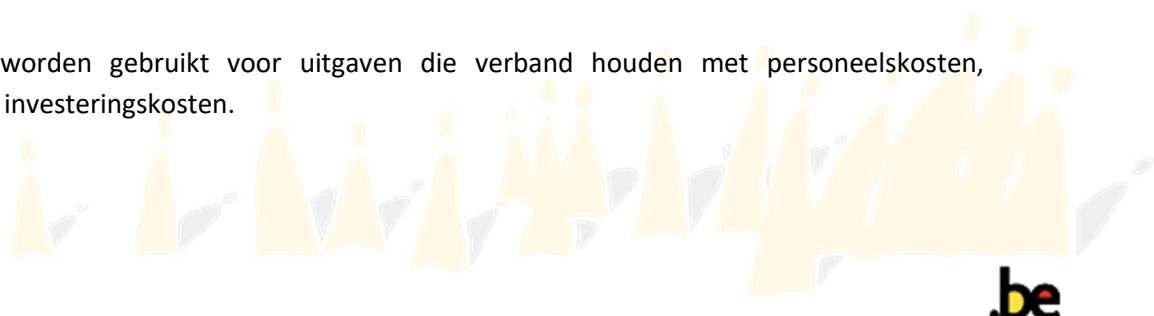 worden gebruikt voor uitgaven die verband houden met personeelskosten,
investeringskosten.
.be